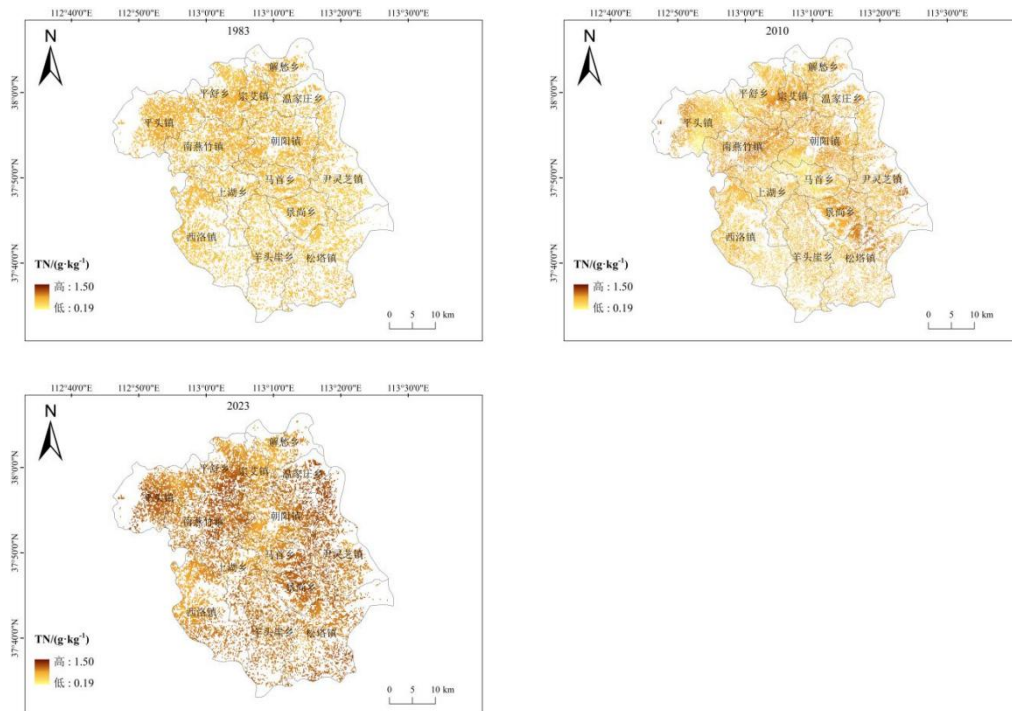 112°40'0"E 112°50'0"E 113°0'0"E 113°10'0"E 113°20'0"E 113°30'0"E
1983
N
38°0'0"N
37°50'0"N
37°40'0"N
解愁乡
平舒乡
宗艾镇
温家庄乡
平头镇
南燕竹镇
朝阳镇
马首乡
尹灵芝镇
上湖乡
景尚乡
西洛镇
羊头崖乡
松塔镇
TN/(g·kg⁻¹)
高 : 1.50
低 : 0.19
0 5 10 km
112°40'0"E 112°50'0"E 113°0'0"E 113°10'0"E 113°20'0"E 113°30'0"E
2010
N
38°0'0"N
37°50'0"N
37°40'0"N
解愁乡
平舒乡
宗艾镇
温家庄乡
平头镇
南燕竹镇
朝阳镇
马首乡
尹灵芝镇
上湖乡
景尚乡
西洛镇
羊头崖乡
松塔镇
TN/(g·kg⁻¹)
高 : 1.50
低 : 0.19
0 5 10 km
112°40'0"E 112°50'0"E 113°0'0"E 113°10'0"E 113°20'0"E 113°30'0"E
2023
N
38°0'0"N
37°50'0"N
37°40'0"N
解愁乡
平舒乡
宗艾镇
温家庄乡
平头镇
南燕竹镇
朝阳镇
马首乡
尹灵芝镇
上湖乡
景尚乡
西洛镇
羊头崖乡
松塔镇
TN/(g·kg⁻¹)
高 : 1.50
低 : 0.19
0 5 10 km